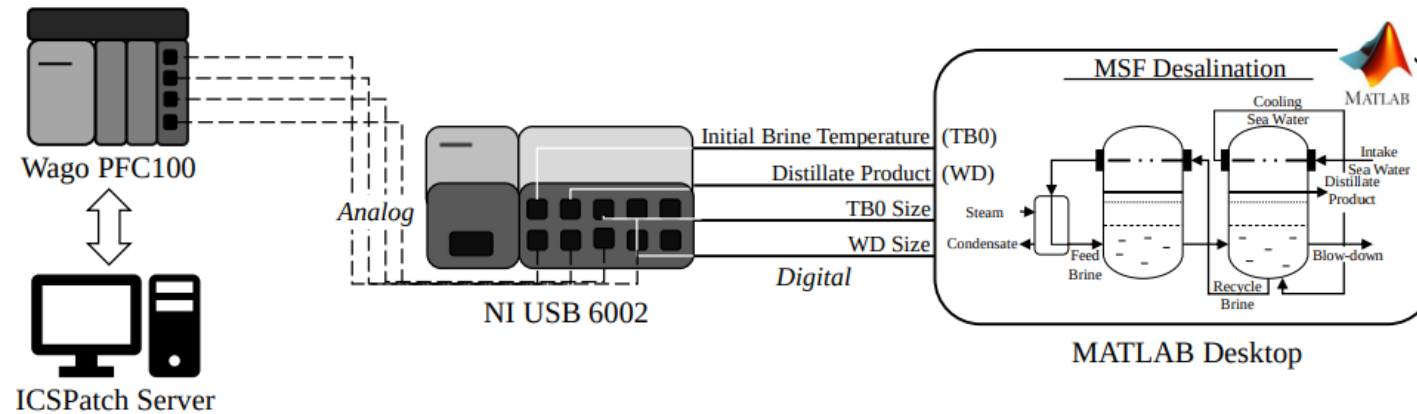 Wago PFC100
ICSPatch Server
Analog
NI USB 6002
Initial Brine Temperature (TB0)
Distillate Product (WD)
TB0 Size
WD Size
Digital
MSF Desalination
MATLAB
Cooling
Sea Water
Intake
Sea Water
Distillate
Product
Steam
Condensate
Feed
Brine
Recycle
Brine
Blow-down
MATLAB Desktop